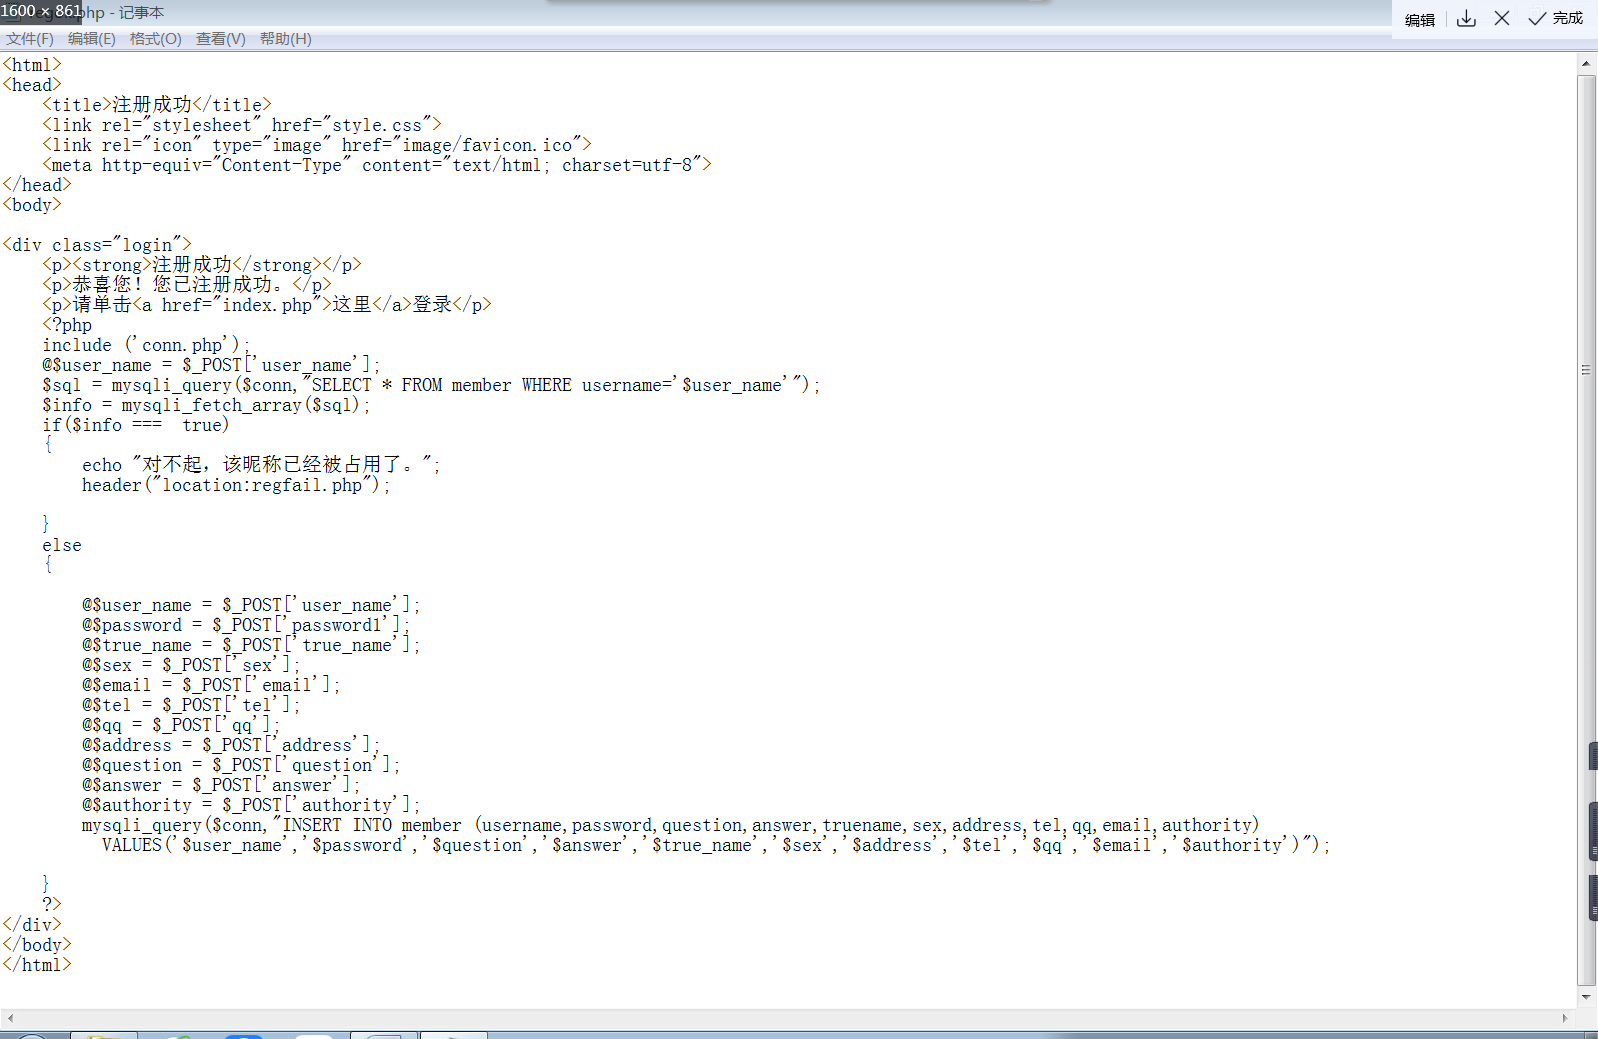 1600 × 861
php - 记事本
编辑
完成
文件(F) 编辑(E) 格式(O) 查看(V) 帮助(H)
<html>
<head>
    <title>注册成功</title>
    <link rel="stylesheet" href="style.css">
    <link rel="icon" type="image" href="image/favicon.ico">
    <meta http-equiv="Content-Type" content="text/html; charset=utf-8">
</head>
<body>

<div class="login">
    <p><strong>注册成功</strong></p>
    <p>恭喜您！您已注册成功。</p>
    <p>请单击<a href="index.php">这里</a>登录</p>
    <?php
    include ('conn.php');
    @$user_name = $_POST['user_name'];
    $sql = mysqli_query($conn,"SELECT * FROM member WHERE username='$user_name'");
    $info = mysqli_fetch_array($sql);
    if($info ===  true)
    {
        echo "对不起，该昵称已经被占用了。";
        header("location:regfail.php");

    }
    else
    {

        @$user_name = $_POST['user_name'];
        @$password = $_POST['password1'];
        @$true_name = $_POST['true_name'];
        @$sex = $_POST['sex'];
        @$email = $_POST['email'];
        @$tel = $_POST['tel'];
        @$qq = $_POST['qq'];
        @$address = $_POST['address'];
        @$question = $_POST['question'];
        @$answer = $_POST['answer'];
        @$authority = $_POST['authority'];
        mysqli_query($conn,"INSERT INTO member (username,password,question,answer,truename,sex,address,tel,qq,email,authority)
          VALUES('$user_name','$password','$question','$answer','$true_name','$sex','$address','$tel','$qq','$email','$authority')");

    }
    ?>
</div>
</body>
</html>